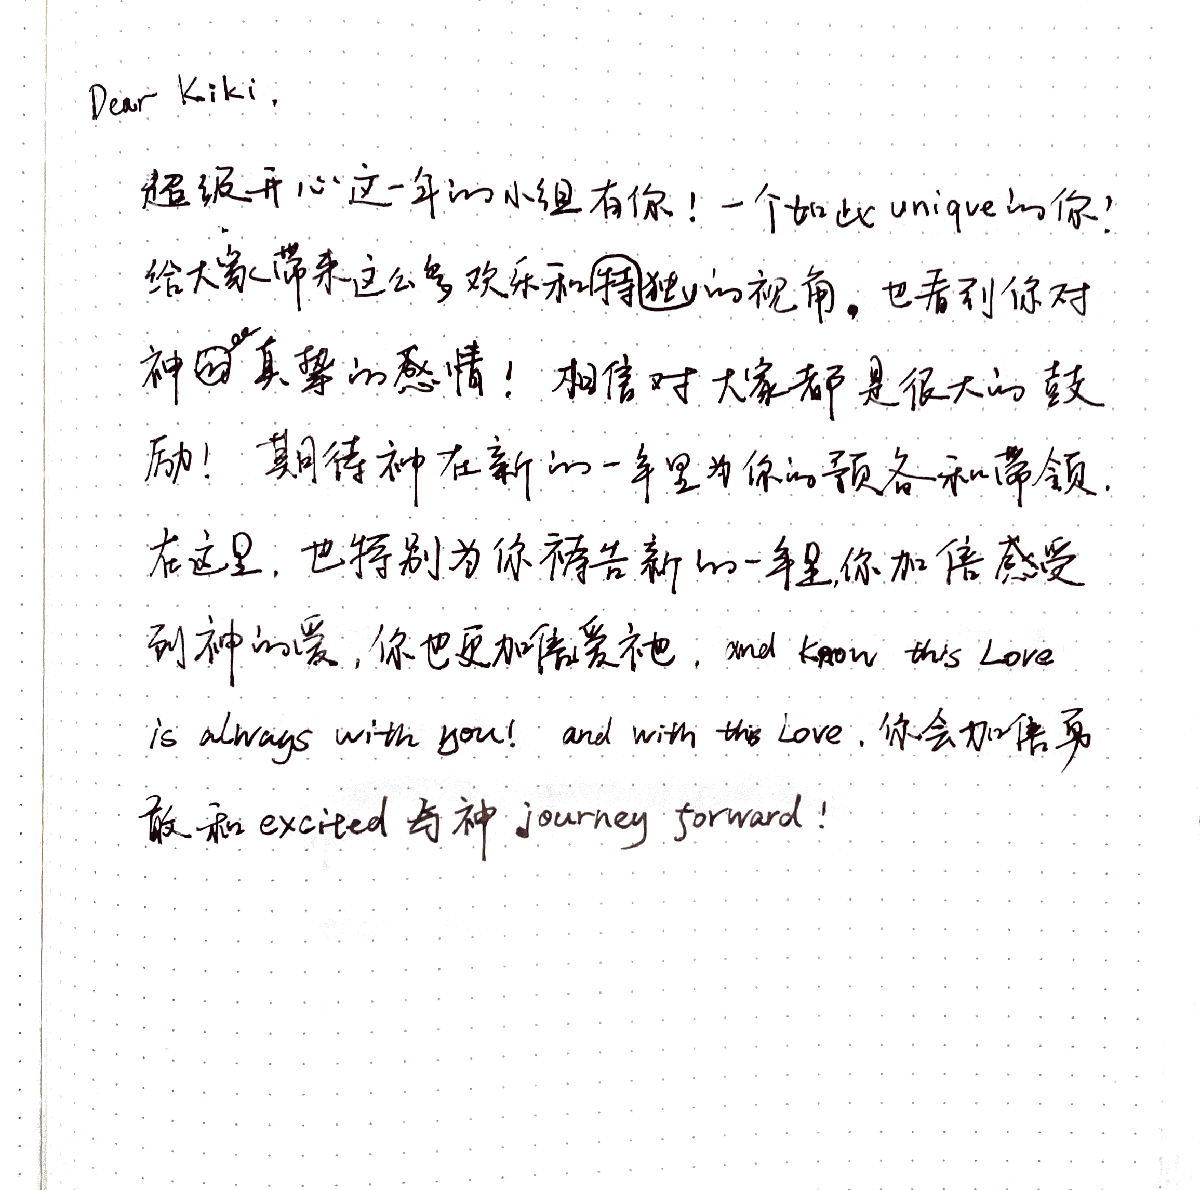 Dear Kiki,
超级开心这一年的小组有你！一个如此unique的你！
给大家带来这么多欢乐和特独的视角。也看到你对
神的真挚的感情！相信对大家都是很大的鼓
励！期待神在新的一年里为你的预备和带领.
在这里，也特别为你祷告新的一年里,你加倍感受
到神的爱，你也更加倍爱祂，and know this Love
is always with you! and with this Love，你会加倍勇
敢和excited与神 journey forward!